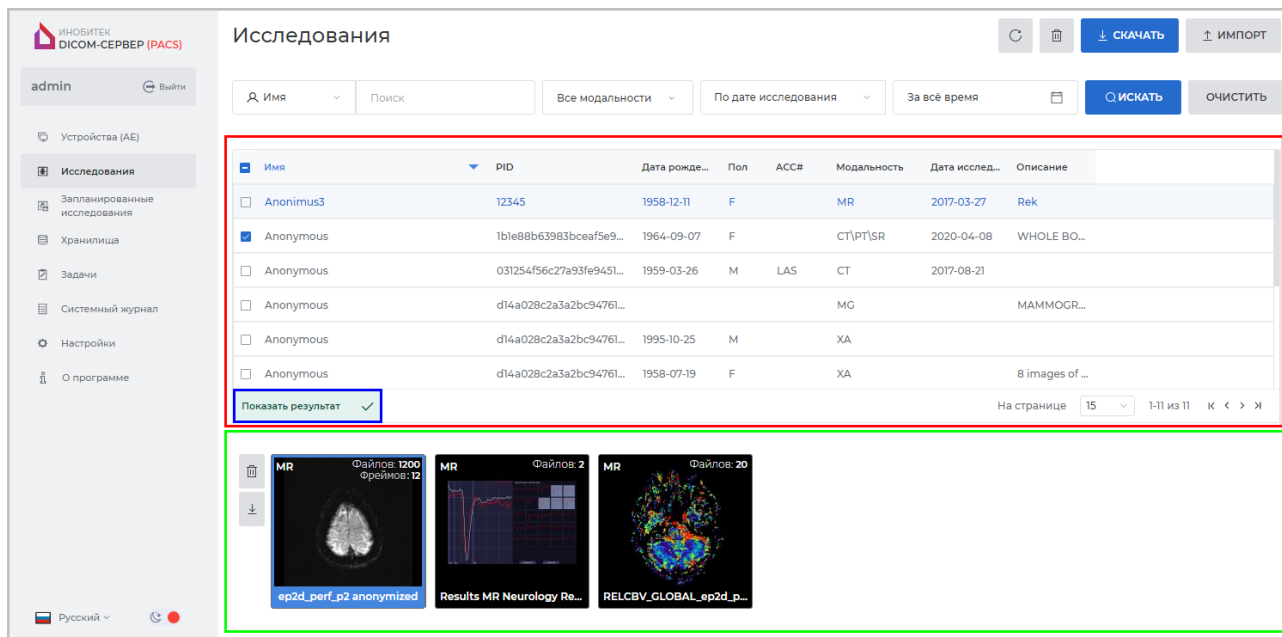 ИНОБИТЕК
DICOM-СЕРВЕР (PACS)
Исследования
СКАЧАТЬ
ИМПОРТ
admin
Выйти
Имя
Поиск
Все модальности
По дате исследования
За всё время
ИСКАТЬ
ОЧИСТИТЬ
Устройства (AE)
Исследования
Запланированные
исследования
Хранилища
Задачи
Системный журнал
Настройки
О программе
Имя PID Дата рожде... Пол ACC# Модальность Дата исслед... Описание
Anonimus3 12345 1958-12-11 F MR 2017-03-27 Rek
Anonymous 1b1e88b63983bceaf5e9... 1964-09-07 F CT\PT\SR 2020-04-08 WHOLE BO...
Anonymous 031254f56c27a93fe9451... 1959-03-26 M LAS CT 2017-08-21
Anonymous d14a028c2a3a2bc94761... MG MAMMOGR...
Anonymous d14a028c2a3a2bc94761... 1995-10-25 M XA
Anonymous d14a028c2a3a2bc94761... 1958-07-19 F XA 8 images of ...
Показать результат
На странице 15 1-11 из 11
MR Файлов: 1200
Фреймов: 12
ep2d_perf_p2 anonymized
MR Файлов: 2
Results MR Neurology Re...
MR Файлов: 20
RELCBV_GLOBAL_ep2d_p...
Русский